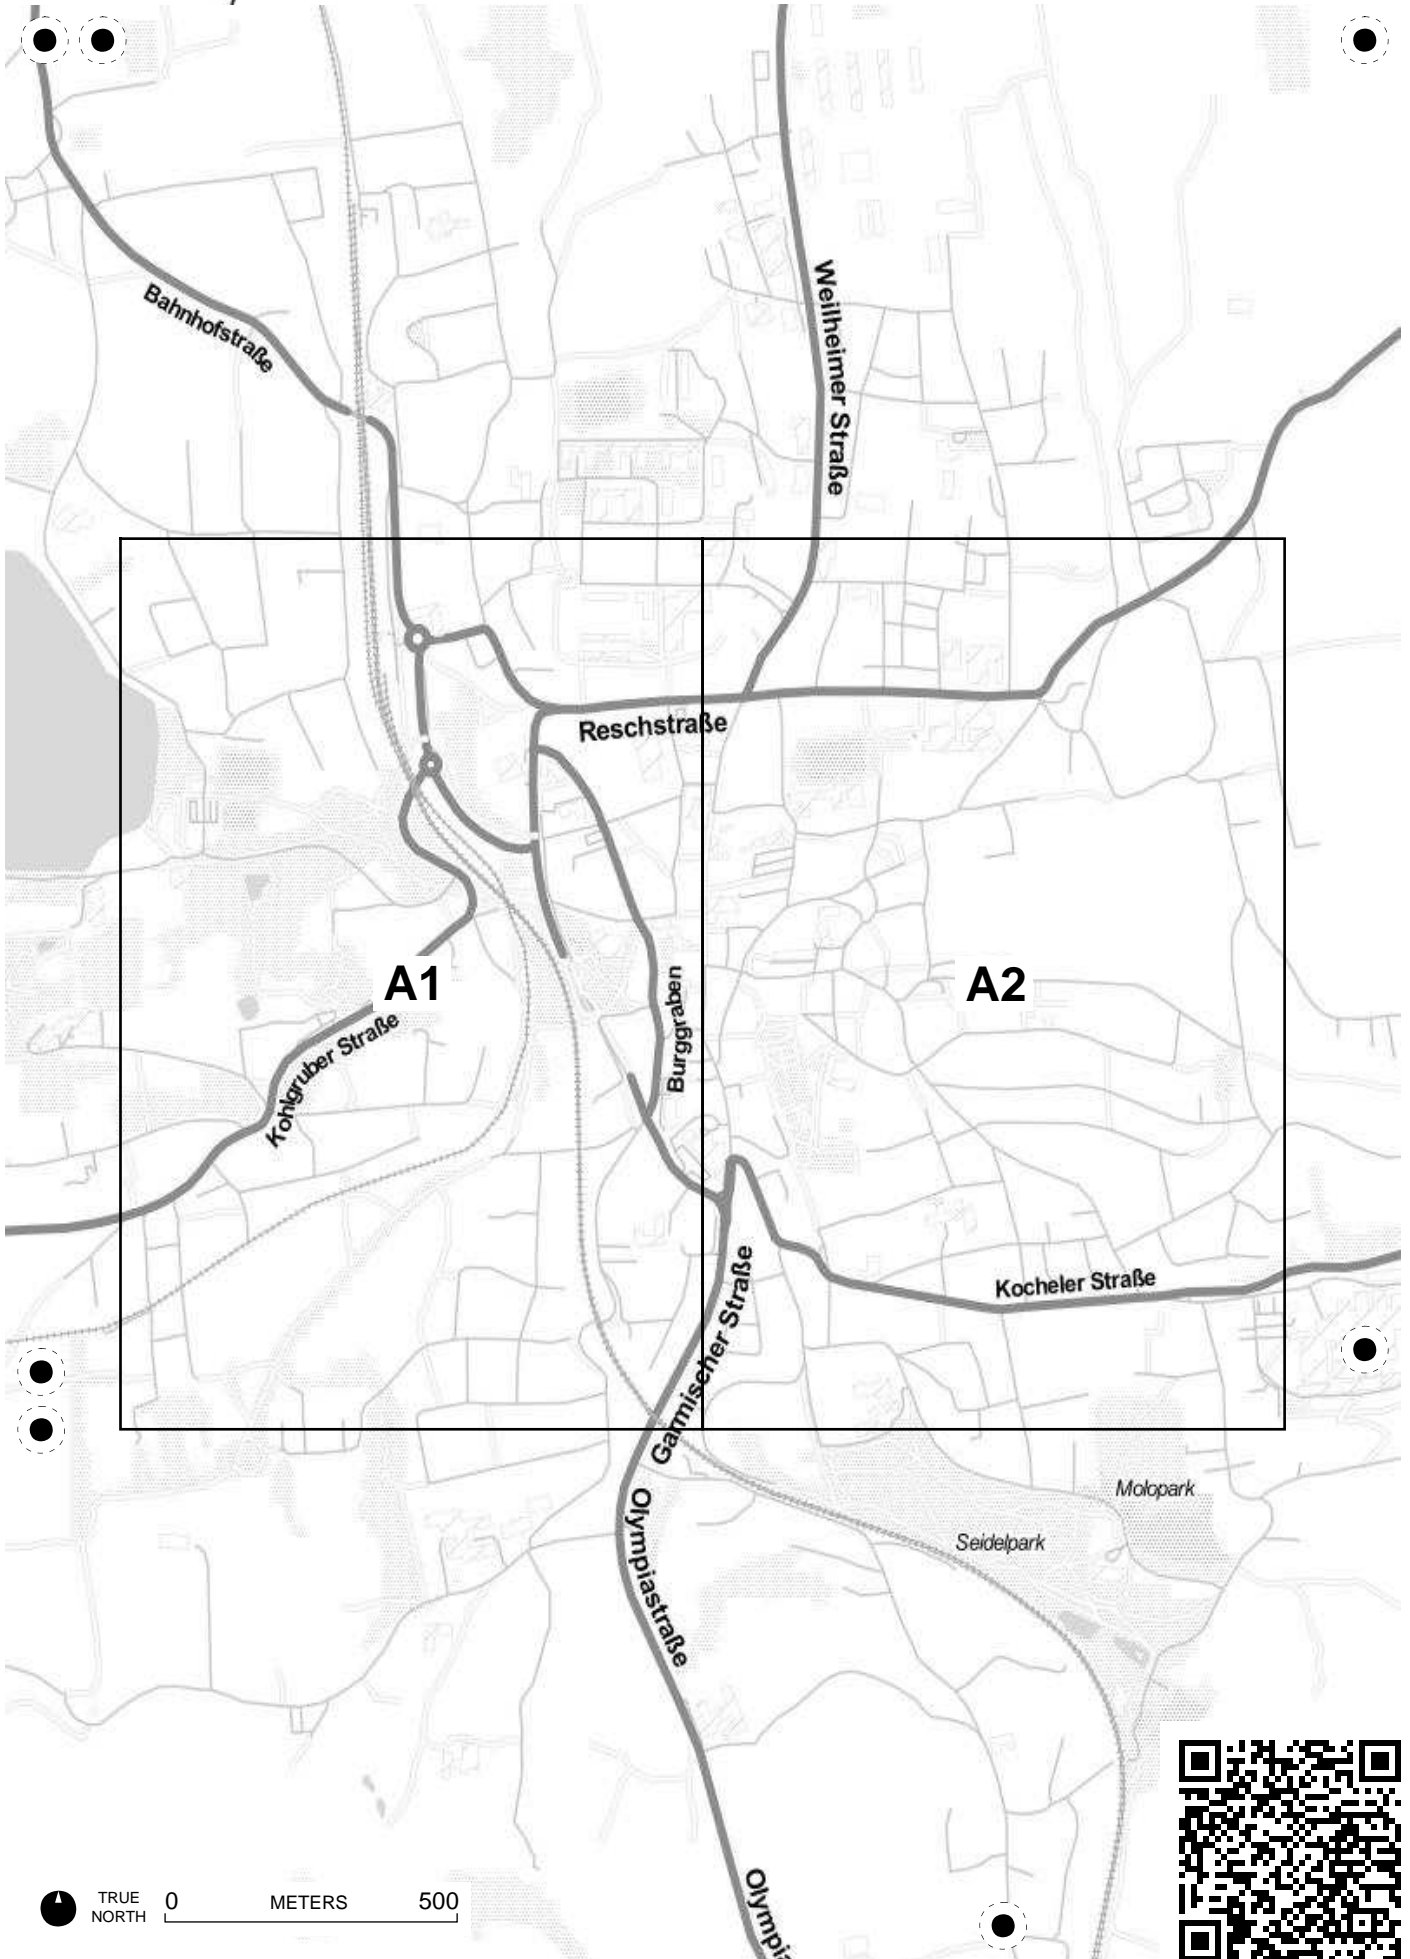 Bahnhofstraße
Weilheimer Straße
Reschstraße
A1
A2
Burggraben
Kohlgruber Straße
Kocheler Straße
Garmischer Straße
Molopark
Seidelpark
Olympiastraße
TRUE
NORTH
0 METERS 500